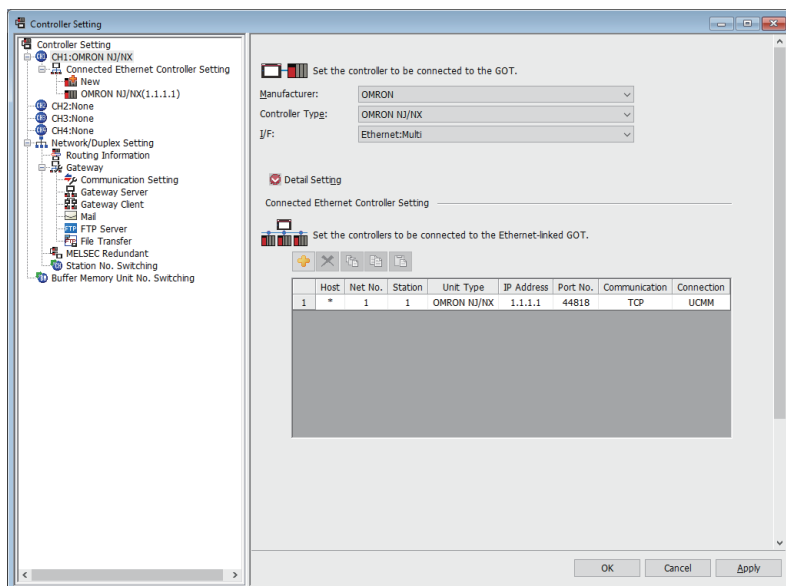 Controller Setting
Controller Setting
CH1:OMRON NJ/NX
Connected Ethernet Controller Setting
New
OMRON NJ/NX(1.1.1.1)
CH2:None
CH3:None
CH4:None
Network/Duplex Setting
Routing Information
Gateway
Communication Setting
Gateway Server
Gateway Client
Mail
FTP Server
File Transfer
MELSEC Redundant
Station No. Switching
Buffer Memory Unit No. Switching
Set the controller to be connected to the GOT.
Manufacturer: OMRON
Controller Type: OMRON NJ/NX
I/F: Ethernet:Multi
Detail Setting
Connected Ethernet Controller Setting
Set the controllers to be connected to the Ethernet-linked GOT.
Host Net No. Station Unit Type IP Address Port No. Communication Connection
1 * 1 1 OMRON NJ/NX 1.1.1.1 44818 TCP UCMM
OK Cancel Apply